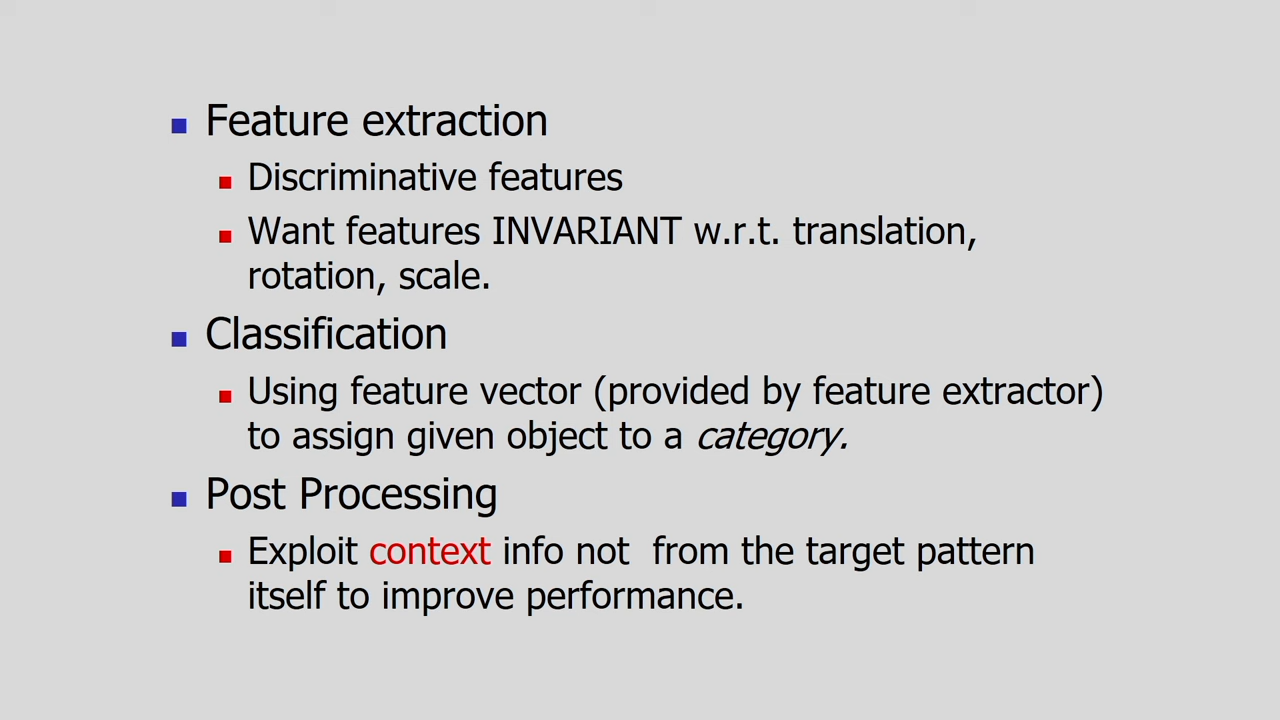 Feature extraction
Discriminative features
Want features INVARIANT w.r.t. translation,
rotation, scale.
Classification
Using feature vector (provided by feature extractor)
to assign given object to a category.
Post Processing
Exploit context info not  from the target pattern
itself to improve performance.